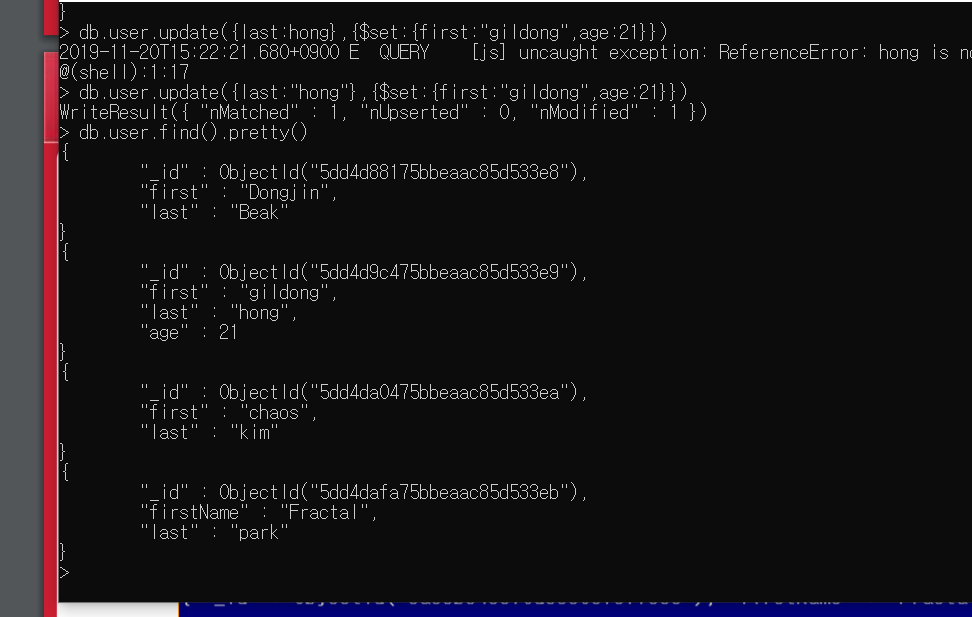 }
> db.user.update({last:hong},{$set:{first:"gildong",age:21}})
2019-11-20T15:22:21.680+0900 E  QUERY    [js] uncaught exception: ReferenceError: hong is
@(shell):1:17
> db.user.update({last:"hong"},{$set:{first:"gildong",age:21}})
WriteResult({ "nMatched" : 1, "nUpserted" : 0, "nModified" : 1 })
> db.user.find().pretty()
{
        "_id" : ObjectId("5dd4d88175bbeaac85d533e8"),
        "first" : "Dongjin",
        "last" : "Beak"
}
{
        "_id" : ObjectId("5dd4d9c475bbeaac85d533e9"),
        "first" : "gildong",
        "last" : "hong",
        "age" : 21
}
{
        "_id" : ObjectId("5dd4da0475bbeaac85d533ea"),
        "first" : "chaos",
        "last" : "kim"
}
{
        "_id" : ObjectId("5dd4dafa75bbeaac85d533eb"),
        "firstName" : "Fractal",
        "last" : "park"
}
>